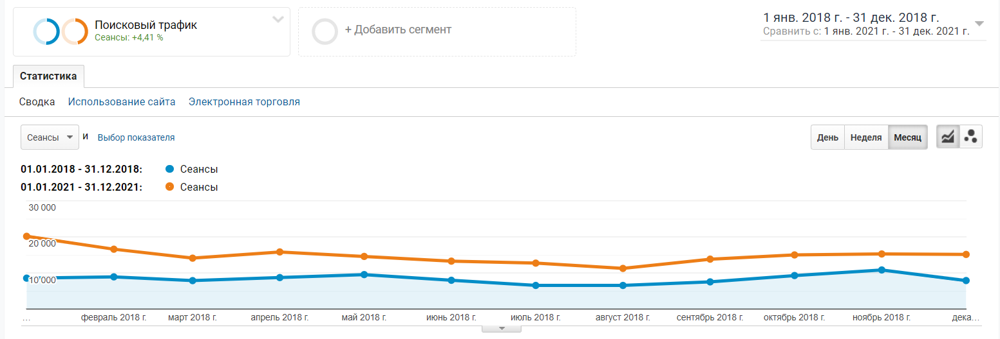 Поисковый трафик
Сеансы: +4,41 %
+ Добавить сегмент
1 янв. 2018 г. - 31 дек. 2018 г.
Сравнить с: 1 янв. 2021 г. - 31 дек. 2021 г.
Статистика
Сводка Использование сайта Электронная торговля
Сеансы и Выбор показателя День Неделя Месяц
01.01.2018 - 31.12.2018: Сеансы
01.01.2021 - 31.12.2021: Сеансы
30 000
20 000
10 000
... февраль 2018 г. март 2018 г. апрель 2018 г. май 2018 г. июнь 2018 г. июль 2018 г. август 2018 г. сентябрь 2018 г. октябрь 2018 г. ноябрь 2018 г. дека...